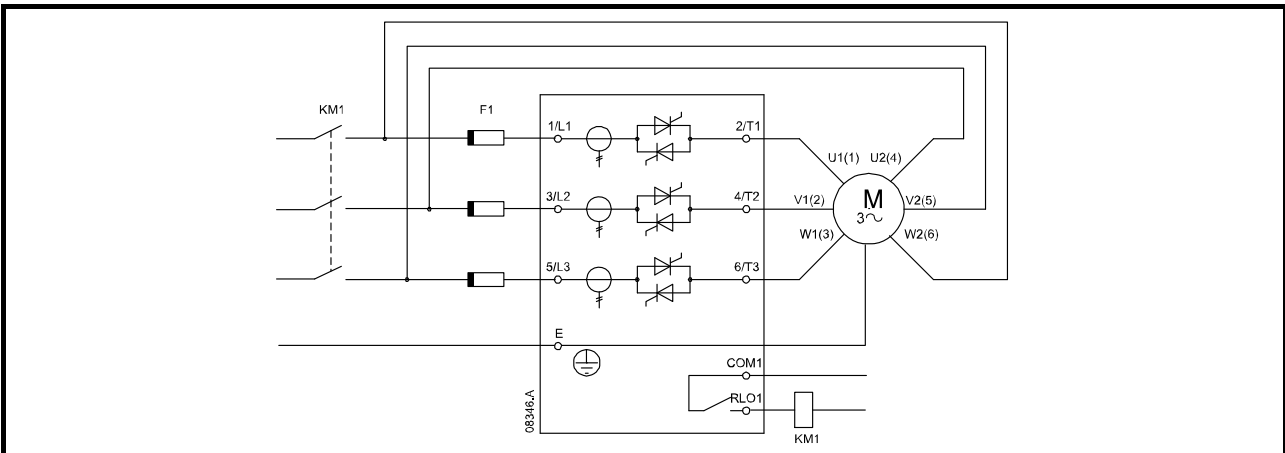 KM1
F1
1/L1
2/T1
U1(1) U2(4)
3/L2
4/T2
V1(2)
M
3
V2(5)
W1(3)
W2(6)
5/L3
6/T3
E
COM1
RLO1
KM1
08346.A